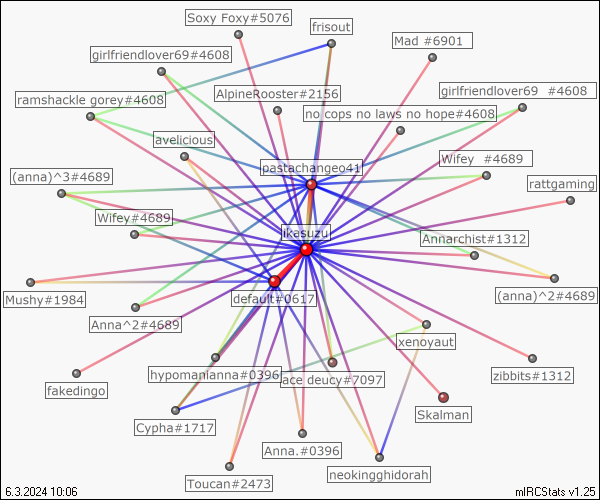 Soxy Foxy#5076
frisout
Mad #6901
girlfriendlover69#4608
girlfriendlover69 #4608
ramshackle gorey#4608
AlpineRooster#2156
no cops no laws no hope#4608
avelicious
pastachangeo41
Wifey #4689
(anna)^3#4689
rattgaming
Wifey#4689
ikasuzu
Annarchist#1312
Mushy#1984
default#0617
(anna)^2#4689
Anna^2#4689
xenoyaut
hypomanianna#0396
ace deucy#7097
zibbits#1312
fakedingo
Skalman
Cypha#1717
Anna.#0396
Toucan#2473
neokingghidorah
6.3.2024 10:06
mIRCStats v1.25